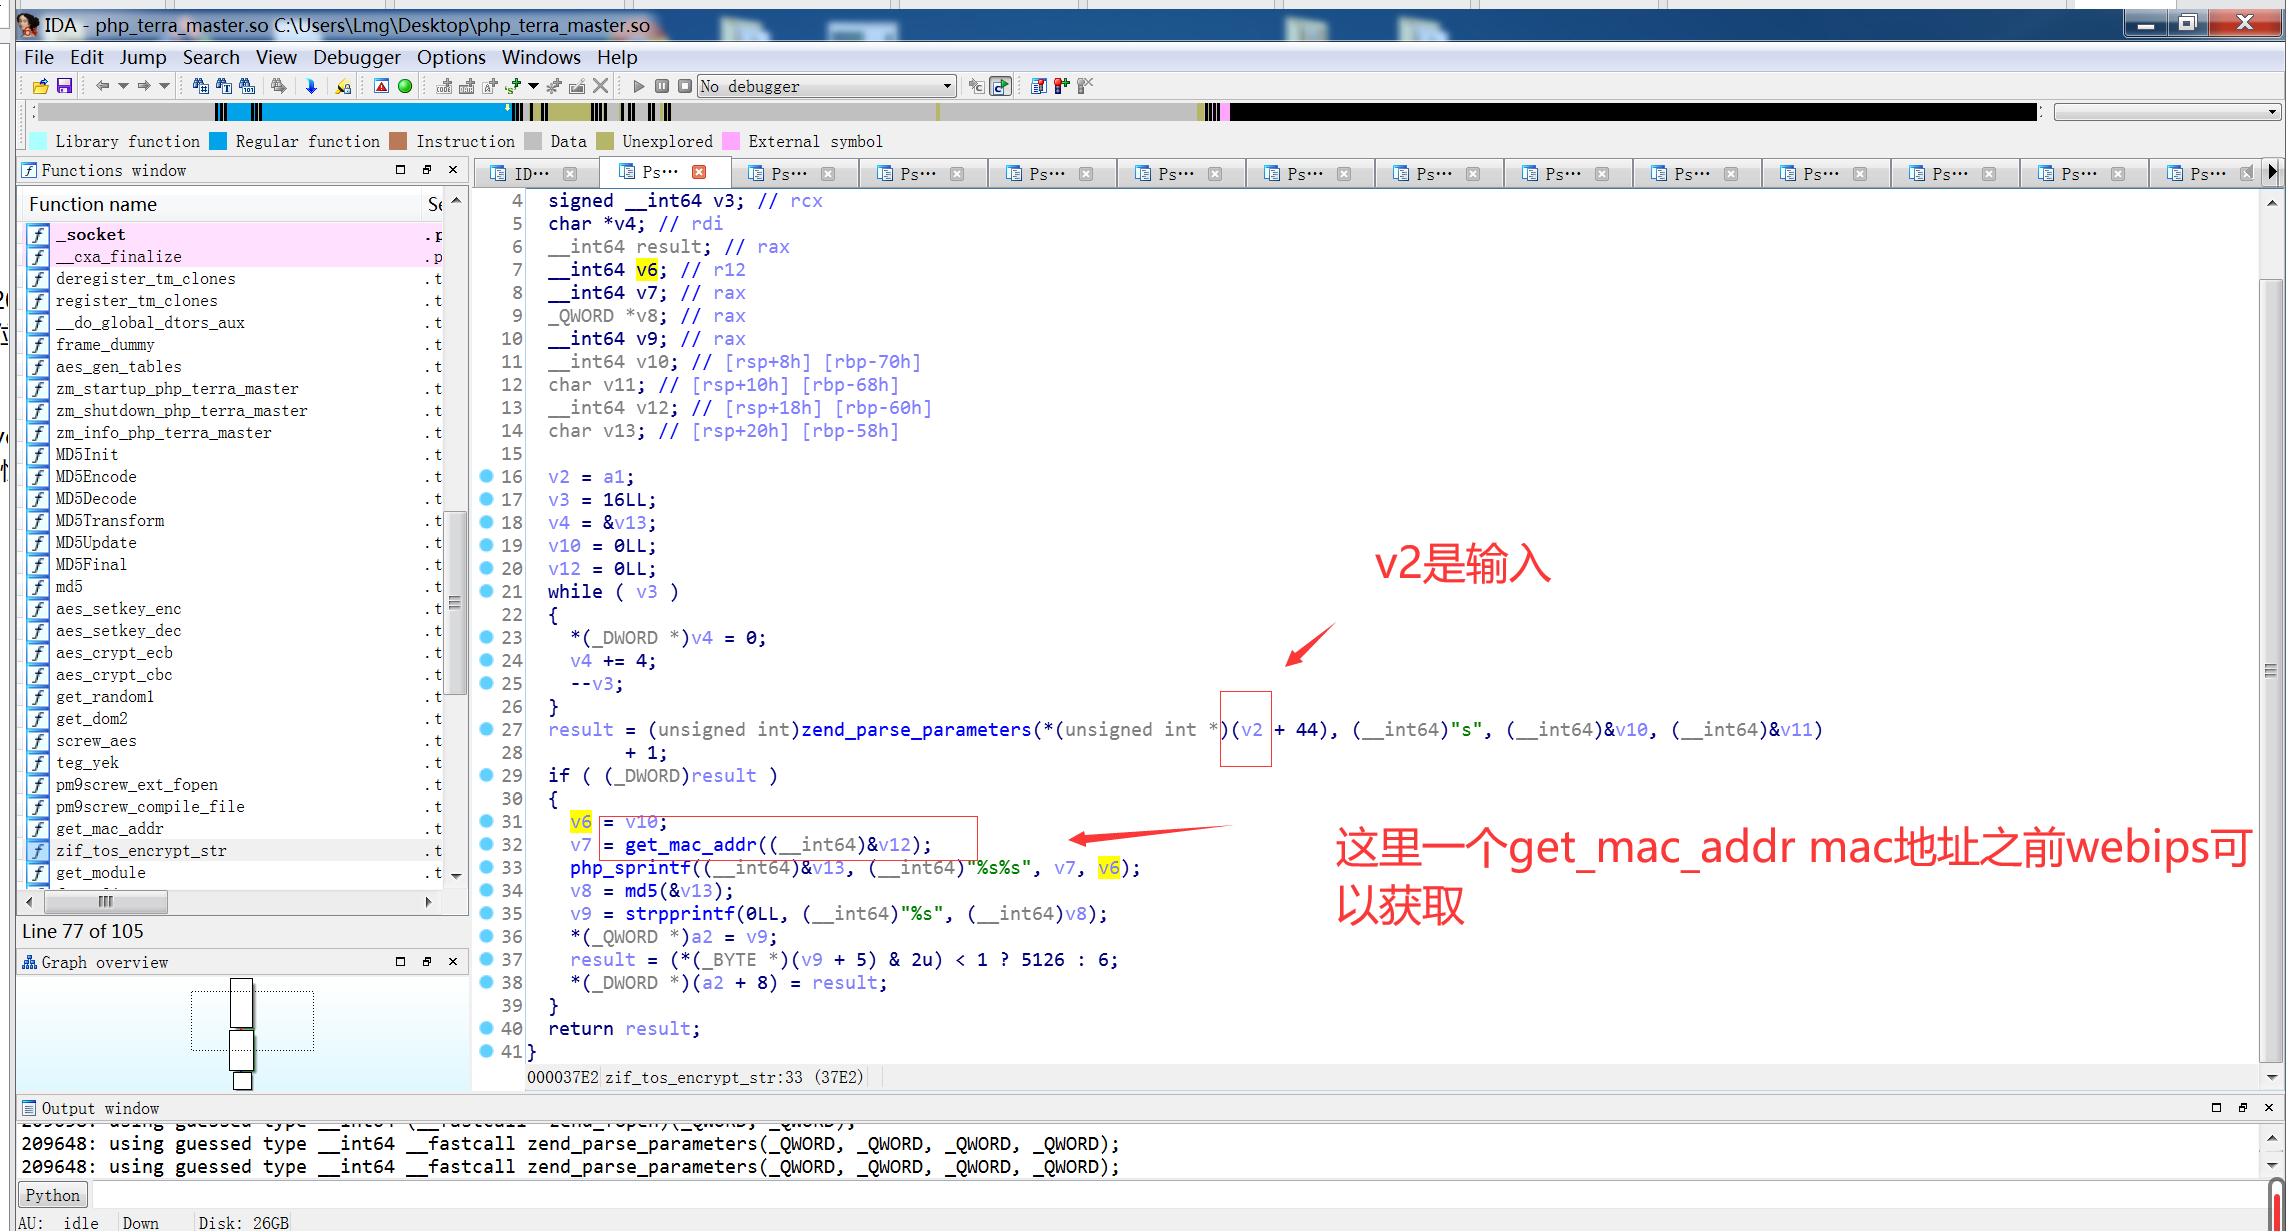 IDA - php_terra_master.so C:\Users\Lmg\Desktop\php_terra_master.so
File Edit Jump Search View Debugger Options Windows Help
No debugger
Library function Regular function Instruction Data Unexplored External symbol
Functions window
ID··· Ps··· Ps··· Ps··· Ps··· Ps··· Ps··· Ps··· Ps··· Ps··· Ps··· Ps··· Ps··· Ps···
Function name Se
_socket .p
__cxa_finalize .p
deregister_tm_clones .t
register_tm_clones .t
__do_global_dtors_aux .t
frame_dummy .t
aes_gen_tables .t
zm_startup_php_terra_master .t
zm_shutdown_php_terra_master .t
zm_info_php_terra_master .t
MD5Init .t
MD5Encode .t
MD5Decode .t
MD5Transform .t
MD5Update .t
MD5Final .t
md5 .t
aes_setkey_enc .t
aes_setkey_dec .t
aes_crypt_ecb .t
aes_crypt_cbc .t
get_random1 .t
get_dom2 .t
screw_aes .t
teg_yek .t
pm9screw_ext_fopen .t
pm9screw_compile_file .t
get_mac_addr .t
zif_tos_encrypt_str .t
get_module .t
Line 77 of 105
Graph overview
4 signed __int64 v3; // rcx
5 char *v4; // rdi
6 __int64 result; // rax
7 __int64 v6; // r12
8 __int64 v7; // rax
9 _QWORD *v8; // rax
10 __int64 v9; // rax
11 __int64 v10; // [rsp+8h] [rbp-70h]
12 char v11; // [rsp+10h] [rbp-68h]
13 __int64 v12; // [rsp+18h] [rbp-60h]
14 char v13; // [rsp+20h] [rbp-58h]
15
16 v2 = a1;
17 v3 = 16LL;
18 v4 = &v13;
19 v10 = 0LL;
20 v12 = 0LL;
21 while ( v3 )
22 {
23 *(_DWORD *)v4 = 0;
24 v4 += 4;
25 --v3;
26 }
27 result = (unsigned int)zend_parse_parameters(*(unsigned int *)(v2 + 44), (__int64)"s", (__int64)&v10, (__int64)&v11)
28 + 1;
29 if ( (_DWORD)result )
30 {
31 v6 = v10;
32 v7 = get_mac_addr((__int64)&v12);
33 php_sprintf((__int64)&v13, (__int64)"%s%s", v7, v6);
34 v8 = md5(&v13);
35 v9 = strpprintf(0LL, (__int64)"%s", (__int64)v8);
36 *(_QWORD *)a2 = v9;
37 result = (*(_BYTE *)(v9 + 5) & 2u) < 1 ? 5126 : 6;
38 *(_DWORD *)(a2 + 8) = result;
39 }
40 return result;
41 }
v2是输入
这里一个get_mac_addr mac地址之前webips可
以获取
000037E2 zif_tos_encrypt_str:33 (37E2)
Output window
209648: using guessed type __int64 __fastcall zend_parse_parameters(_QWORD, _QWORD, _QWORD, _QWORD);
209648: using guessed type __int64 __fastcall zend_parse_parameters(_QWORD, _QWORD, _QWORD, _QWORD);
Python
AU: idle Down Disk: 26GB